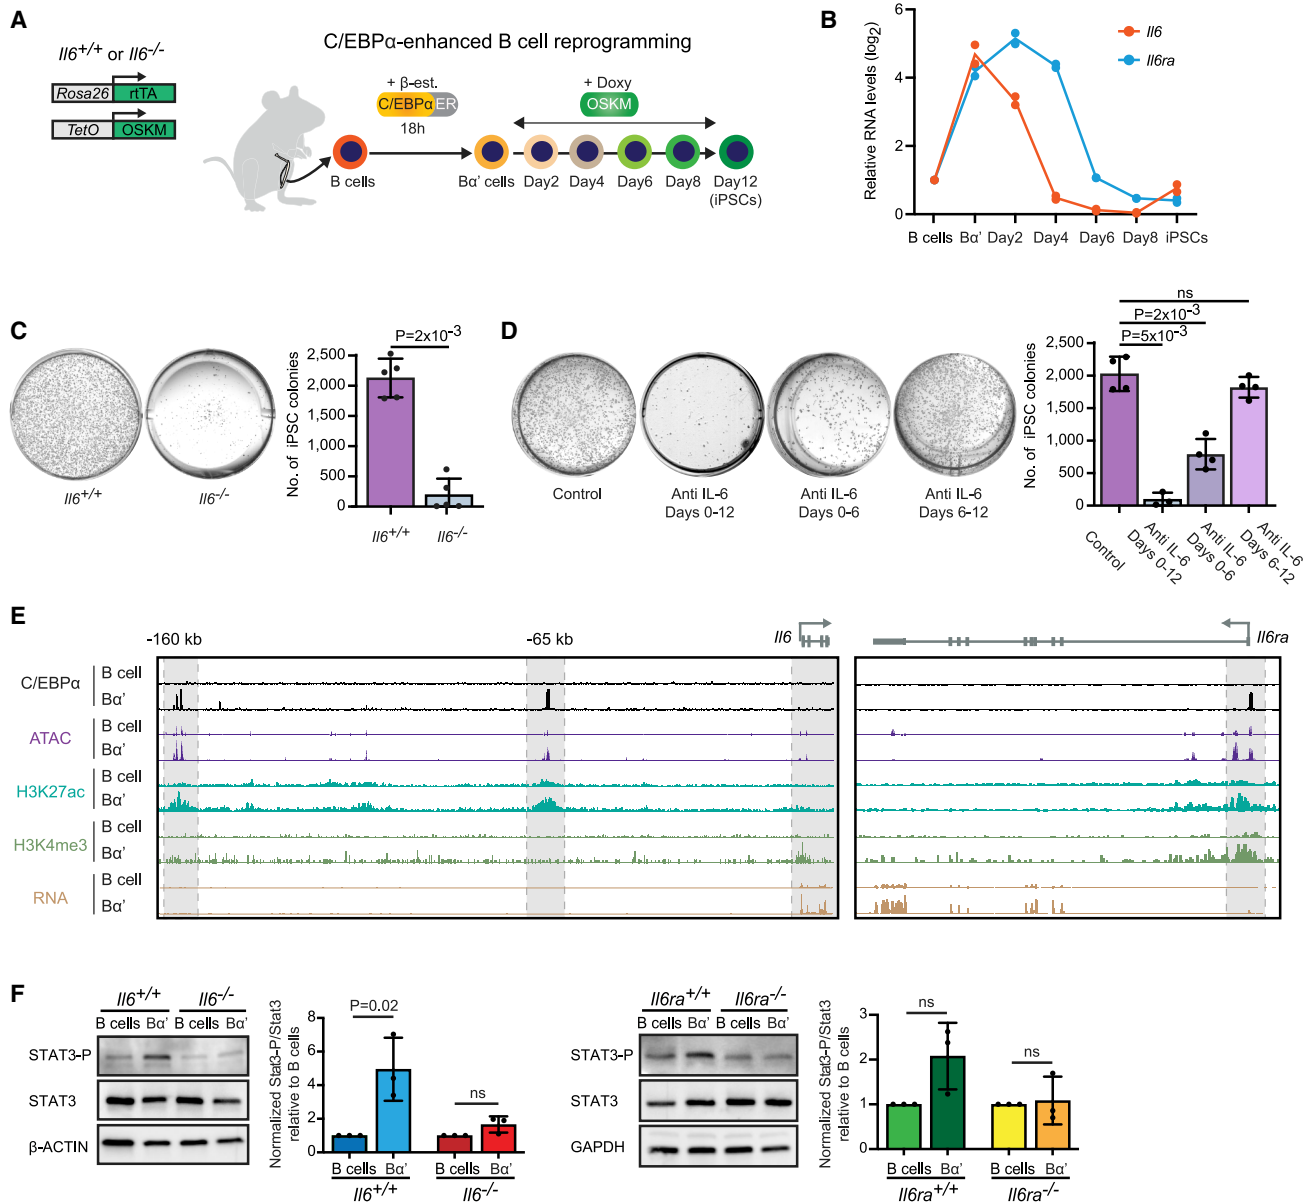 A
Il6+/+ or Il6-/-
Rosa26 rtTA
TetO OSKM
C/EBPα-enhanced B cell reprogramming
+ β-est.
C/EBPα ER
18h
+ Doxy
OSKM
B cells
Bα' cells Day2 Day4 Day6 Day8 Day12
(iPSCs)
B
Relative RNA levels (log2)
6
4
2
0
Il6
Il6ra
B cells Bα' Day2 Day4 Day6 Day8 iPSCs
C
Il6+/+ Il6-/-
No. of iPSC colonies
P=2x10-3
2,500
2,000
1,500
1,000
500
0
Il6+/+ Il6-/-
D
Control
Anti IL-6
Days 0-12
Anti IL-6
Days 0-6
Anti IL-6
Days 6-12
No. of iPSC colonies
ns
P=2x10-3
P=5x10-3
2,500
2,000
1,500
1,000
500
0
Control
Anti IL-6
Days 0-12
Anti IL-6
Days 0-6
Anti IL-6
Days 6-12
E
-160 kb
-65 kb
Il6
Il6ra
C/EBPα
B cell
Bα'
ATAC
B cell
Bα'
H3K27ac
B cell
Bα'
H3K4me3
B cell
Bα'
RNA
B cell
Bα'
F
Il6+/+ Il6-/-
B cells Bα' B cells Bα'
STAT3-P
STAT3
β-ACTIN
Normalized Stat3-P/Stat3
relative to B cells
P=0.02
ns
8
6
4
2
0
B cells Bα' B cells Bα'
Il6+/+ Il6-/-
Il6ra+/+ Il6ra-/-
B cells Bα' B cells Bα'
STAT3-P
STAT3
GAPDH
Normalized Stat3-P/Stat3
relative to B cells
ns
ns
3
2
1
0
B cells Bα' B cells Bα'
Il6ra+/+ Il6ra-/-